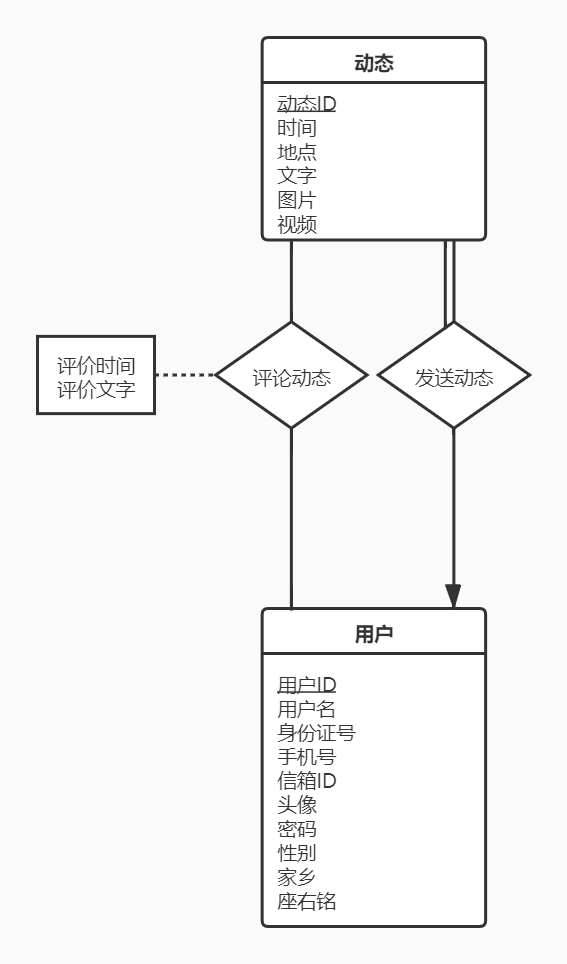 动态
动态ID
时间
地点
文字
图片
视频
评价时间
评价文字
评论动态
发送动态
用户
用户ID
用户名
身份证号
手机号
信箱ID
头像
密码
性别
家乡
座右铭